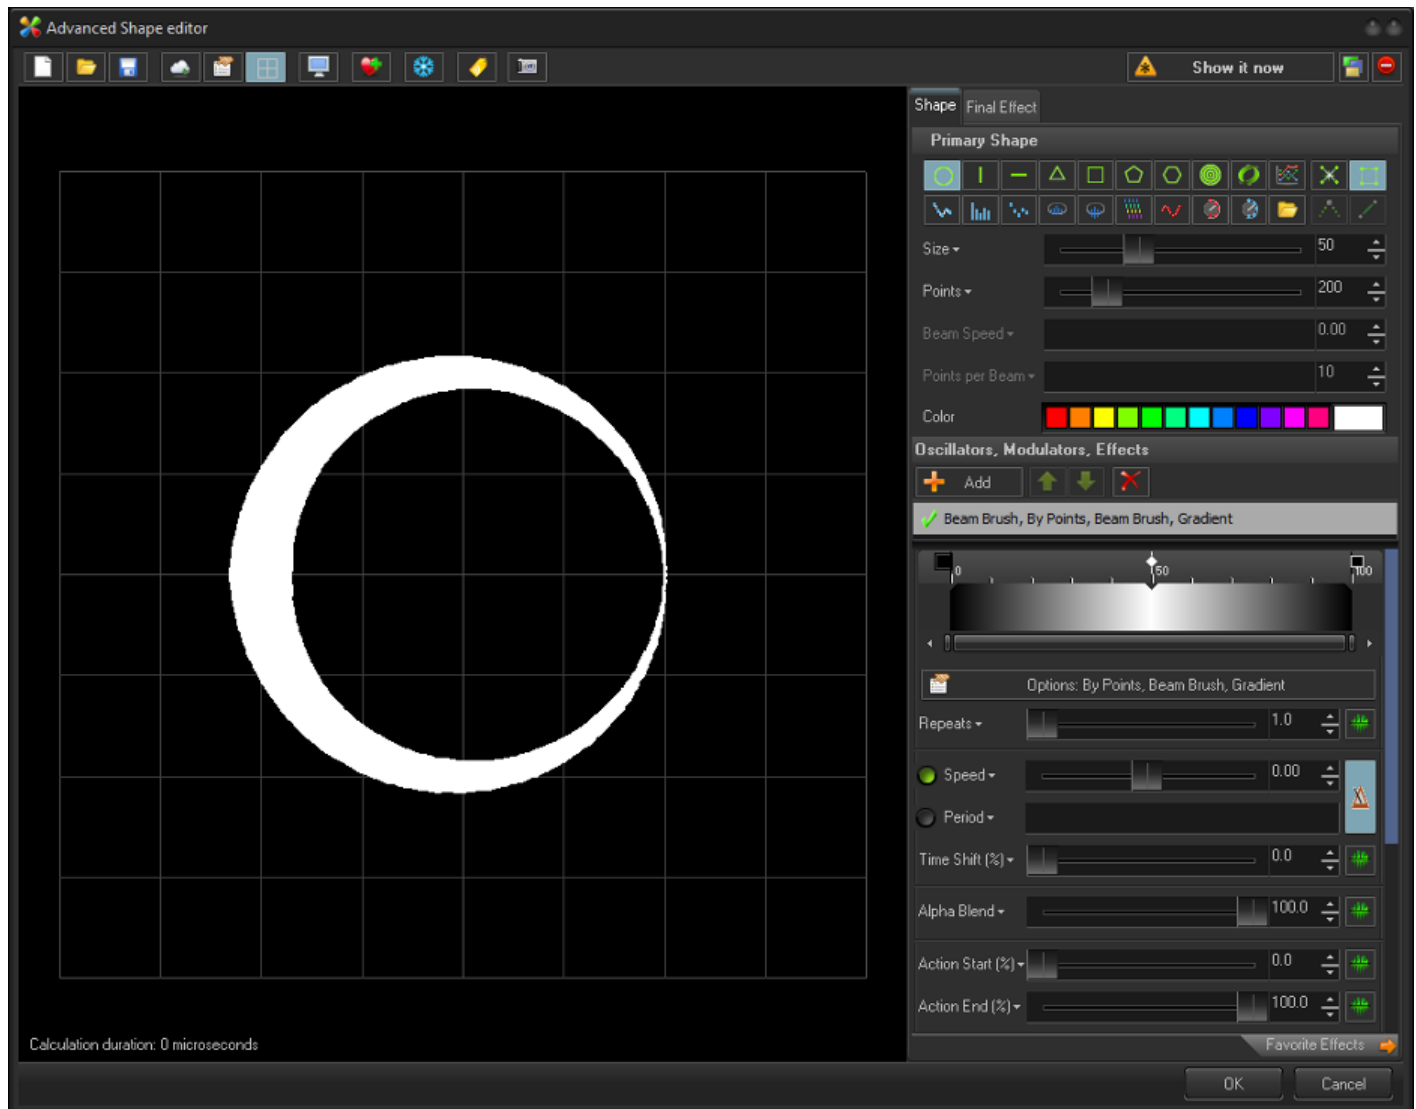 Advanced Shape editor
Show it now
Shape Final Effect
Primary Shape
Size 50
Points 200
Beam Speed 0.00
Points per Beam 10
Color
Oscillators, Modulators, Effects
Add
Beam Brush, By Points, Beam Brush, Gradient
0 50 100
Options: By Points, Beam Brush, Gradient
Repeats 1.0
Speed 0.00
Period
Time Shift (%) 0.0
Alpha Blend 100.0
Action Start (%) 0.0
Action End (%) 100.0
Calculation duration: 0 microseconds
Favorite Effects
OK Cancel